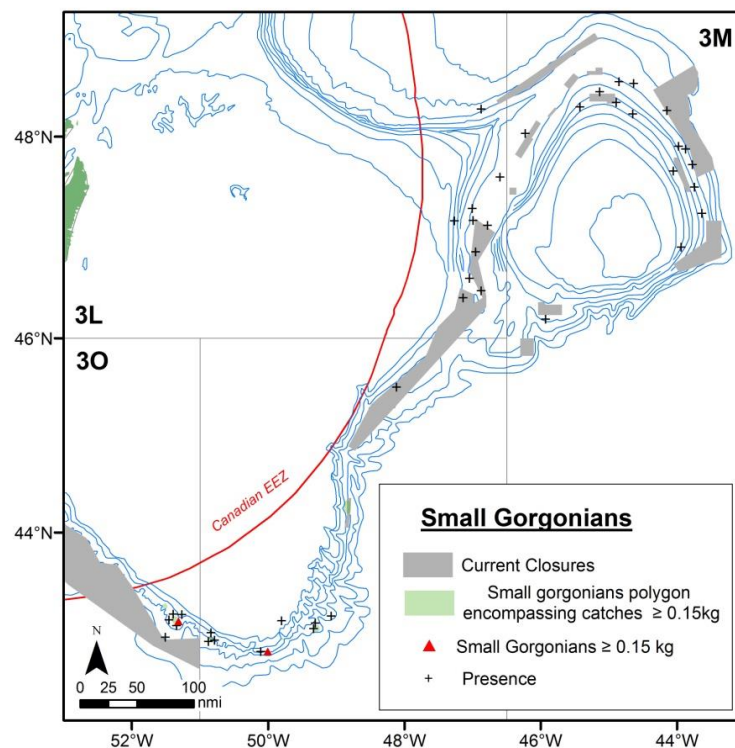 3M
48°N
3L
46°N
3O
Canadian EEZ
44°N
Small Gorgonians
Current Closures
Small gorgonians polygon
encompassing catches ≥ 0.15kg
Small Gorgonians ≥ 0.15 kg
Presence
N
0 25 50 100
nmi
52°W 50°W 48°W 46°W 44°W